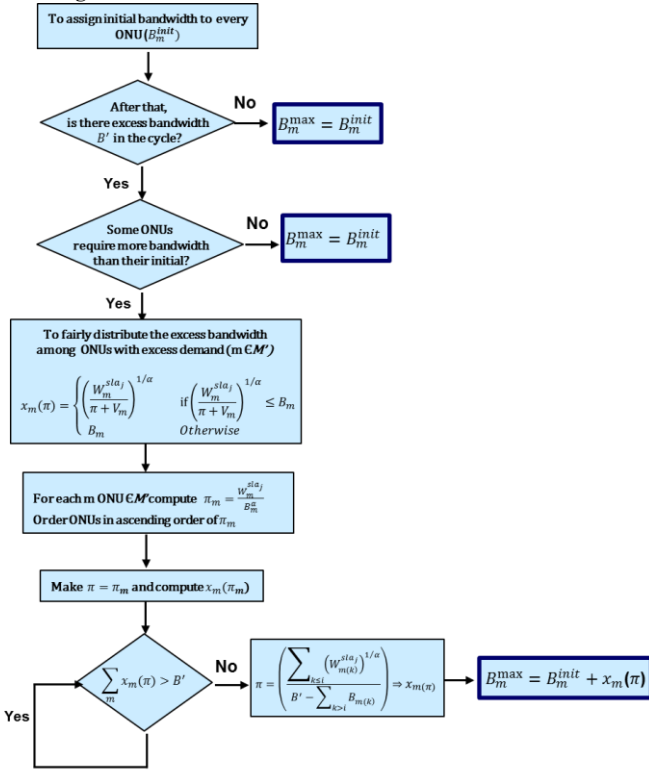 To assign initial bandwidth to every
ONU (B_m^{init})
After that,
is there excess bandwidth
B' in the cycle?
No
B_m^{max} = B_m^{init}
Yes
Some ONUs
require more bandwidth
than their initial?
No
B_m^{max} = B_m^{init}
Yes
To fairly distribute the excess bandwidth
among ONUs with excess demand (m ϵ M')
x_m(π) = { (W_m^{sla_j} / (π + V_m))^{1/α} if (W_m^{sla_j} / (π + V_m))^{1/α} ≤ B_m
B_m Otherwise
For each m ONU ϵ M' compute π_m = W_m^{sla_j} / B_m^α
Order ONUs in ascending order of π_m
Make π = π_m and compute x_m(π_m)
∑_m x_m(π) > B'
No
π = ( ∑_{k≤i} (W_{m(k)}^{sla_j})^{1/α} / (B' − ∑_{k>i} B_{m(k)}) ) ⇒ x_{m(π)}
B_m^{max} = B_m^{init} + x_m(π)
Yes